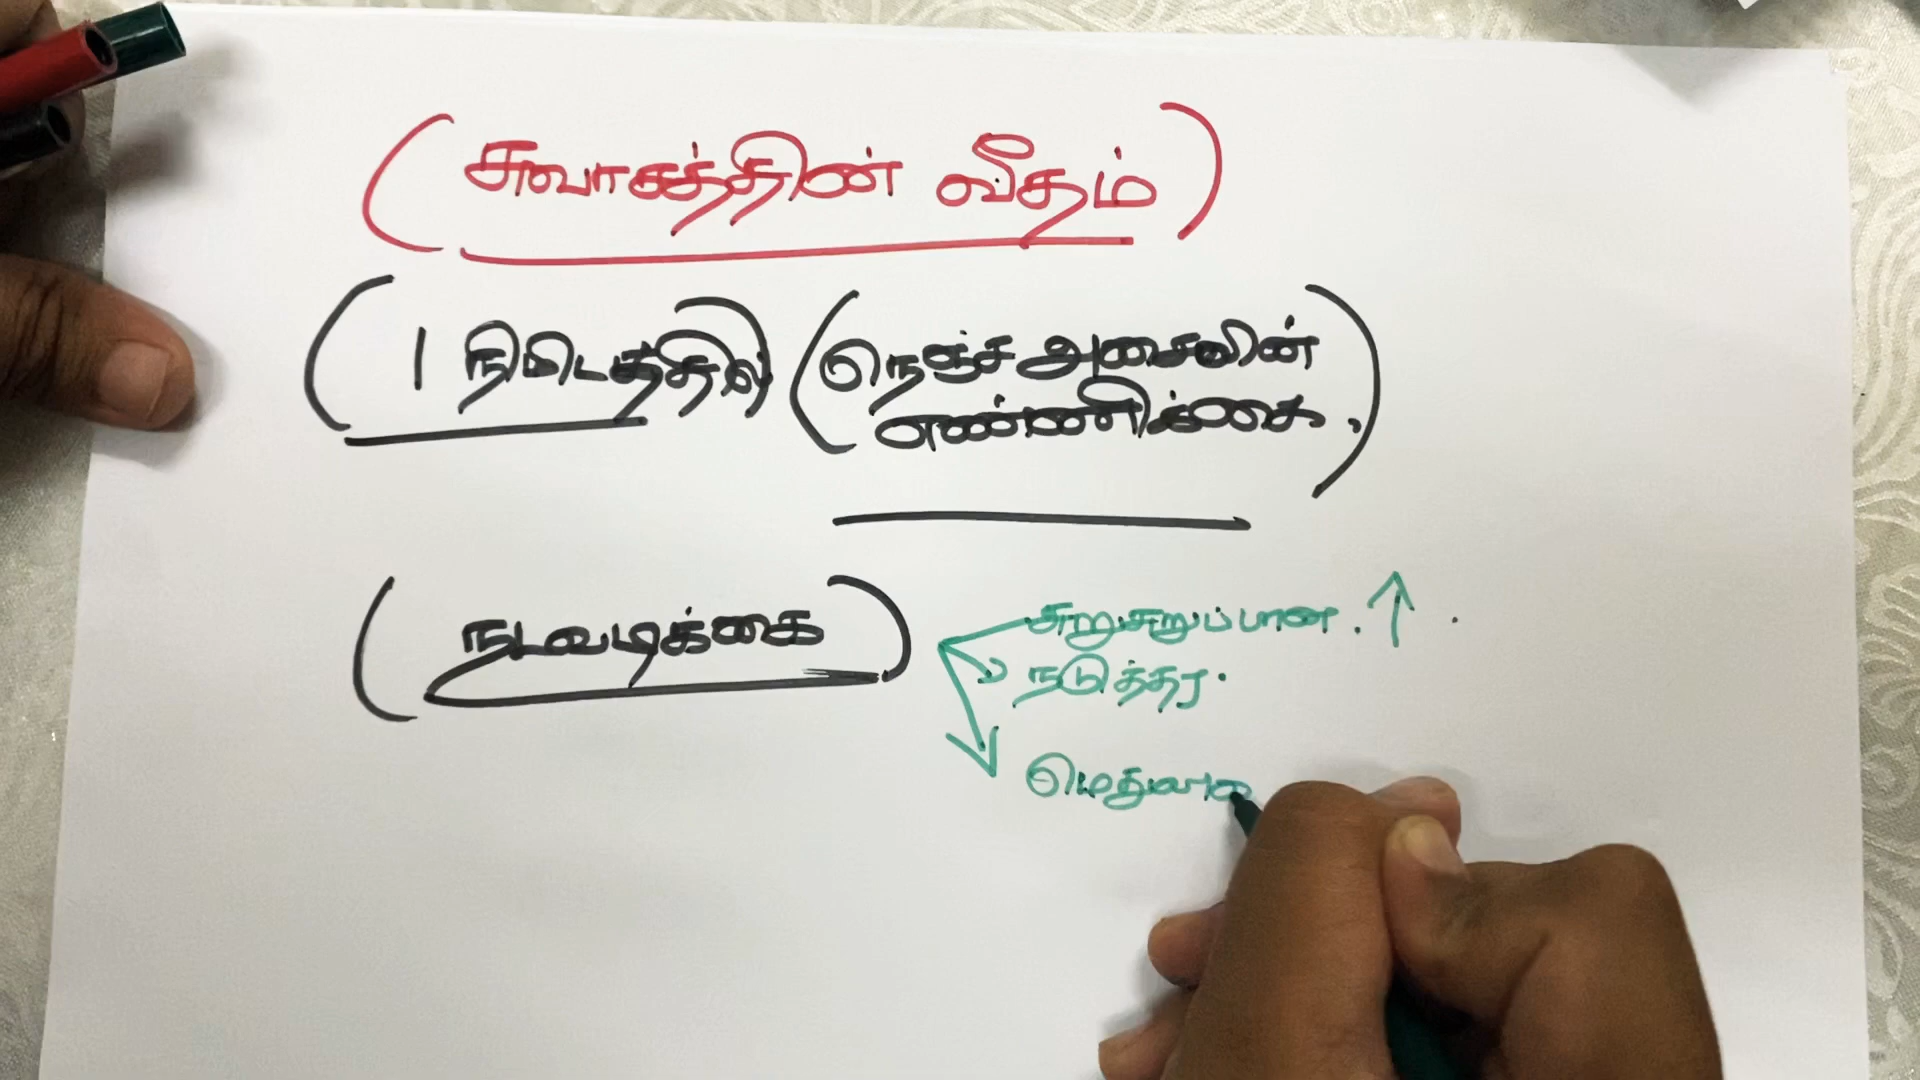 சுவாசத்தின் வீதம்
1 நிமிடத்தில் நெஞ்சு அசைவின்
எண்ணிக்கை.
நடவடிக்கை
சுறுசுறுப்பான.
நடுத்தர.